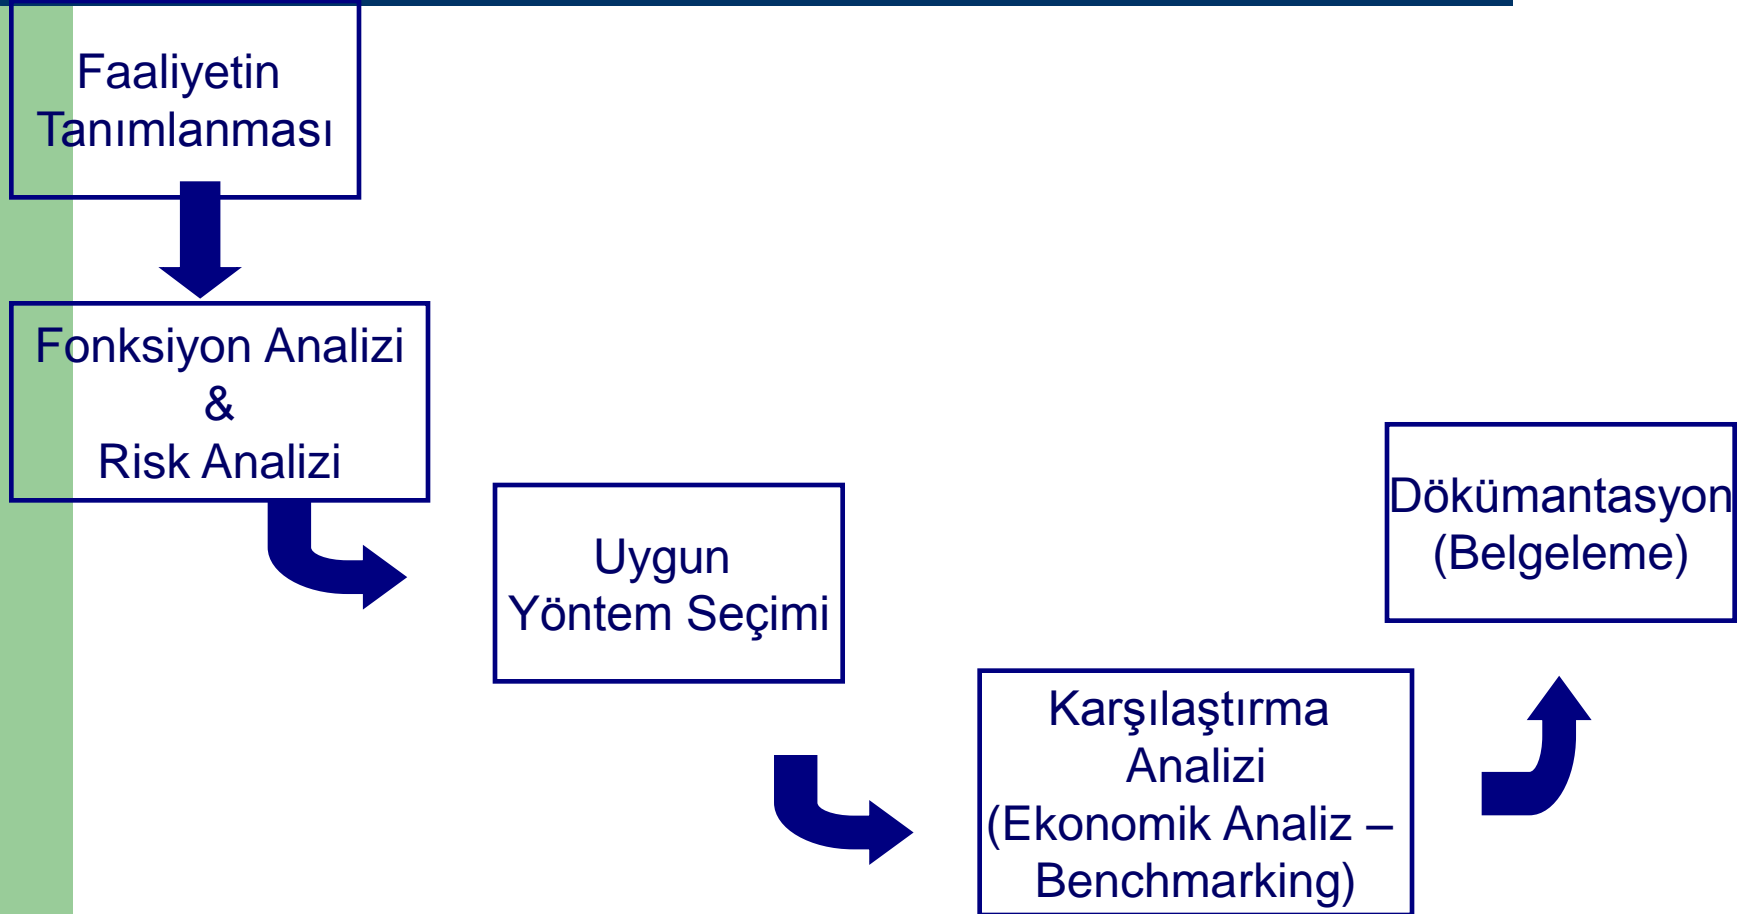 Faaliyetin
Tanımlanması
Fonksiyon Analizi
&
Risk Analizi
Uygun
Yöntem Seçimi
Karşılaştırma
Analizi
(Ekonomik Analiz –
Benchmarking)
Dökümantasyon
(Belgeleme)